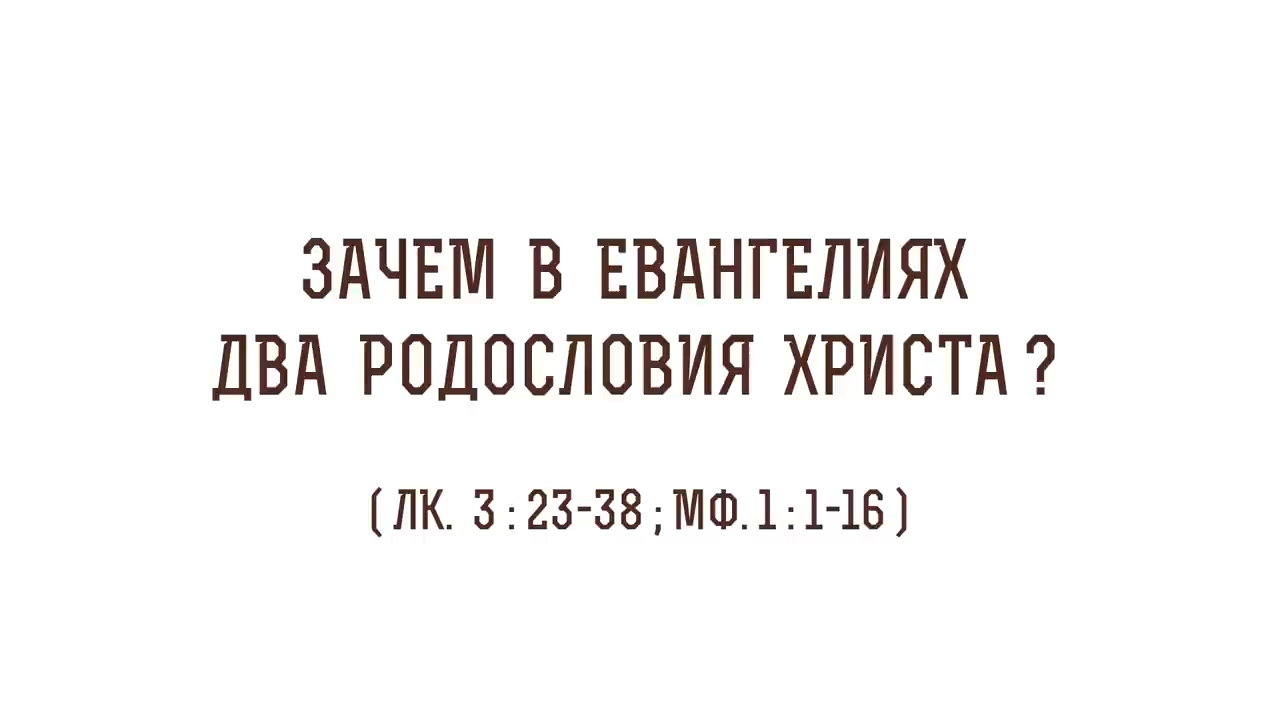 ЗАЧЕМ В ЕВАНГЕЛИЯХ
ДВА РОДОСЛОВИЯ ХРИСТА?
(ЛК. 3:23-38; МФ.1:1-16)